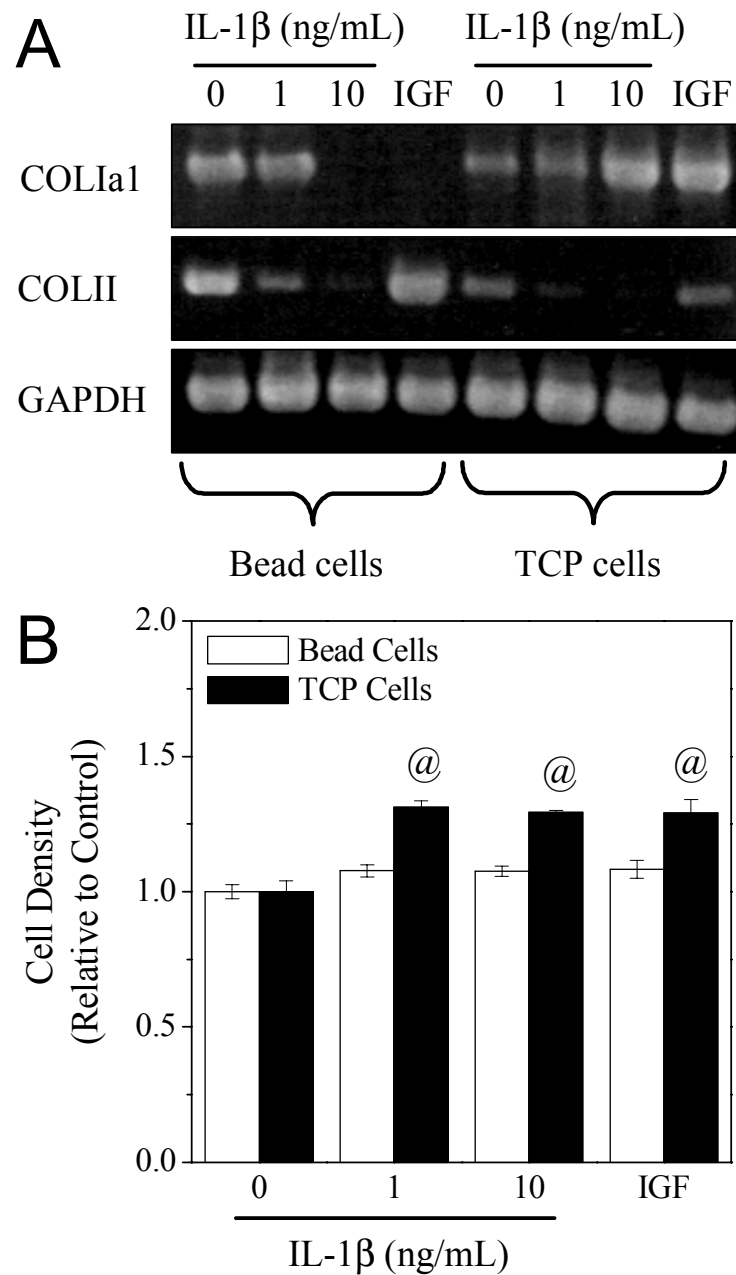 A
IL-1β (ng/mL) IL-1β (ng/mL)
0 1 10 IGF 0 1 10 IGF
COLIa1
COLII
GAPDH
Bead cells TCP cells
B
2.0
Bead Cells
TCP Cells
1.5
@ @ @
1.0
0.5
0.0
Cell Density
(Relative to Control)
0 1 10 IGF
IL-1β (ng/mL)